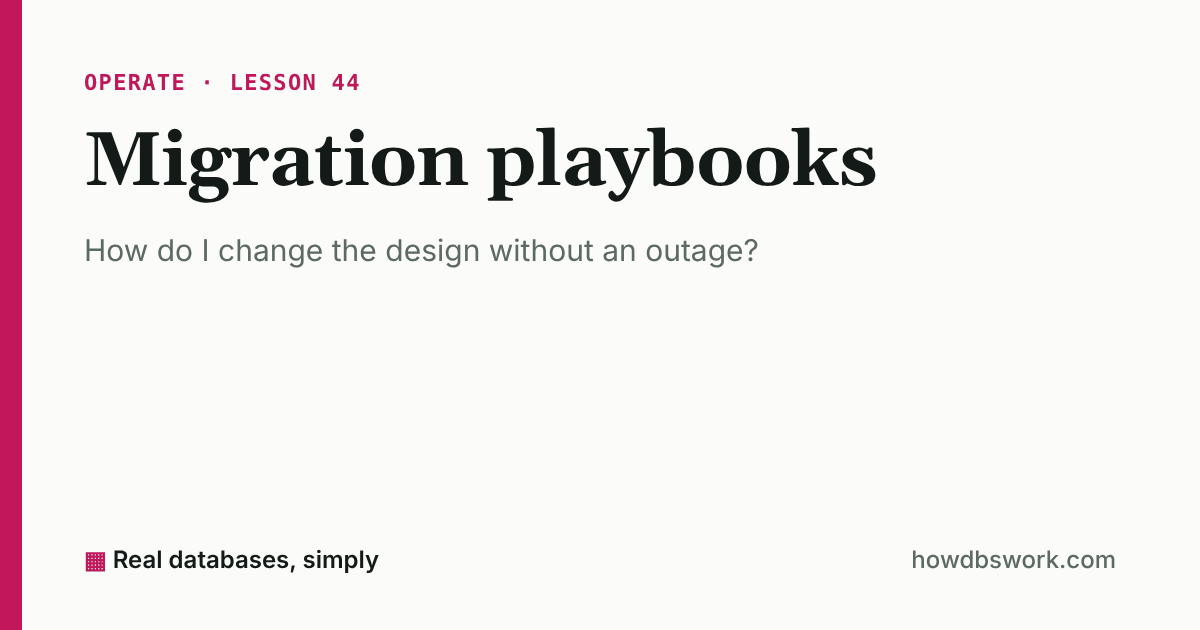 OPERATE · LESSON 44
Migration playbooks
How do I change the design without an outage?
Real databases, simply
howdbswork.com